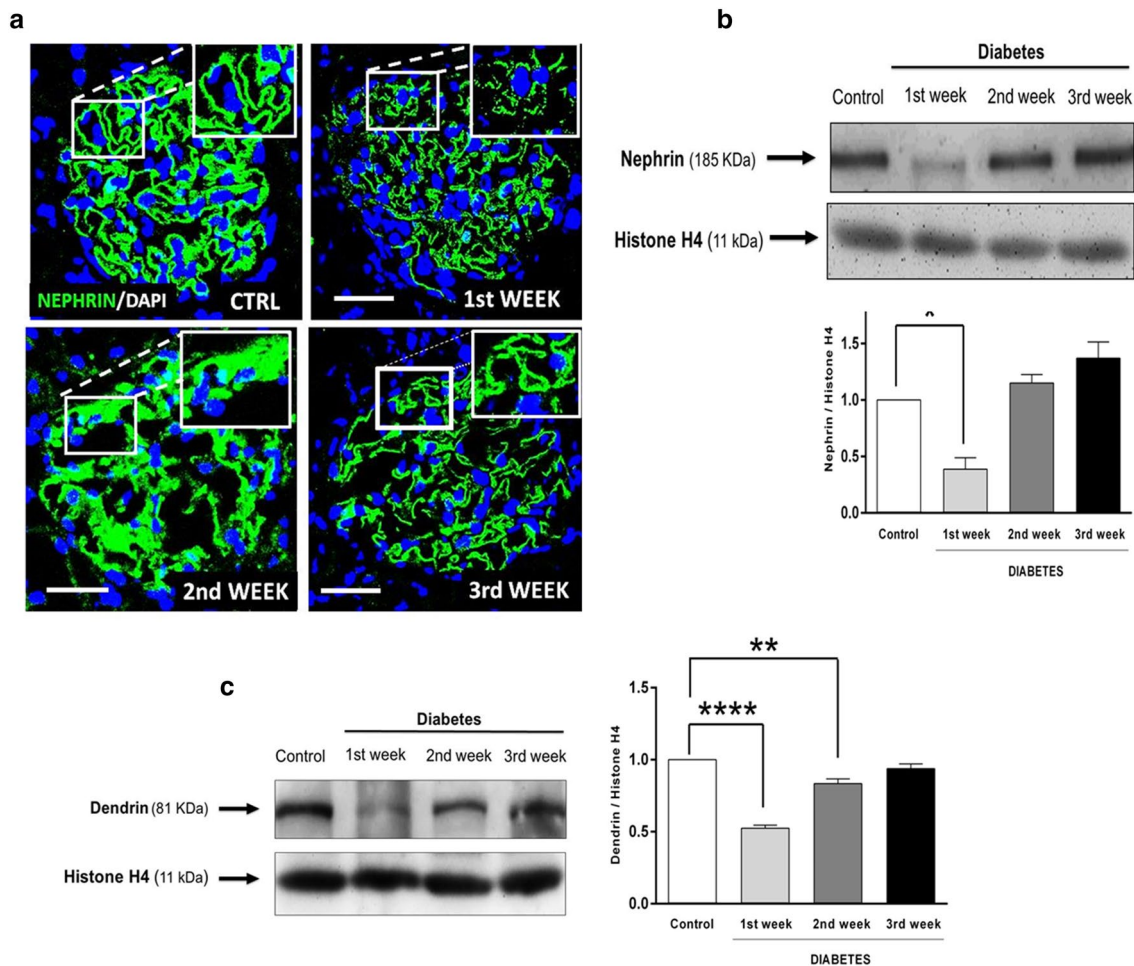 a
NEPHRIN/DAPI CTRL
1st WEEK
2nd WEEK
3rd WEEK
b
Diabetes
Control 1st week 2nd week 3rd week
Nephrin (185 KDa)
Histone H4 (11 kDa)
Nephrin / Histone H4
1.5
1.0
0.5
0.0
*
Control 1st week 2nd week 3rd week
DIABETES
c
Diabetes
Control 1st week 2nd week 3rd week
Dendrin (81 KDa)
Histone H4 (11 kDa)
Dendrin / Histone H4
1.5
1.0
0.5
0.0
**
****
Control 1st week 2nd week 3rd week
DIABETES